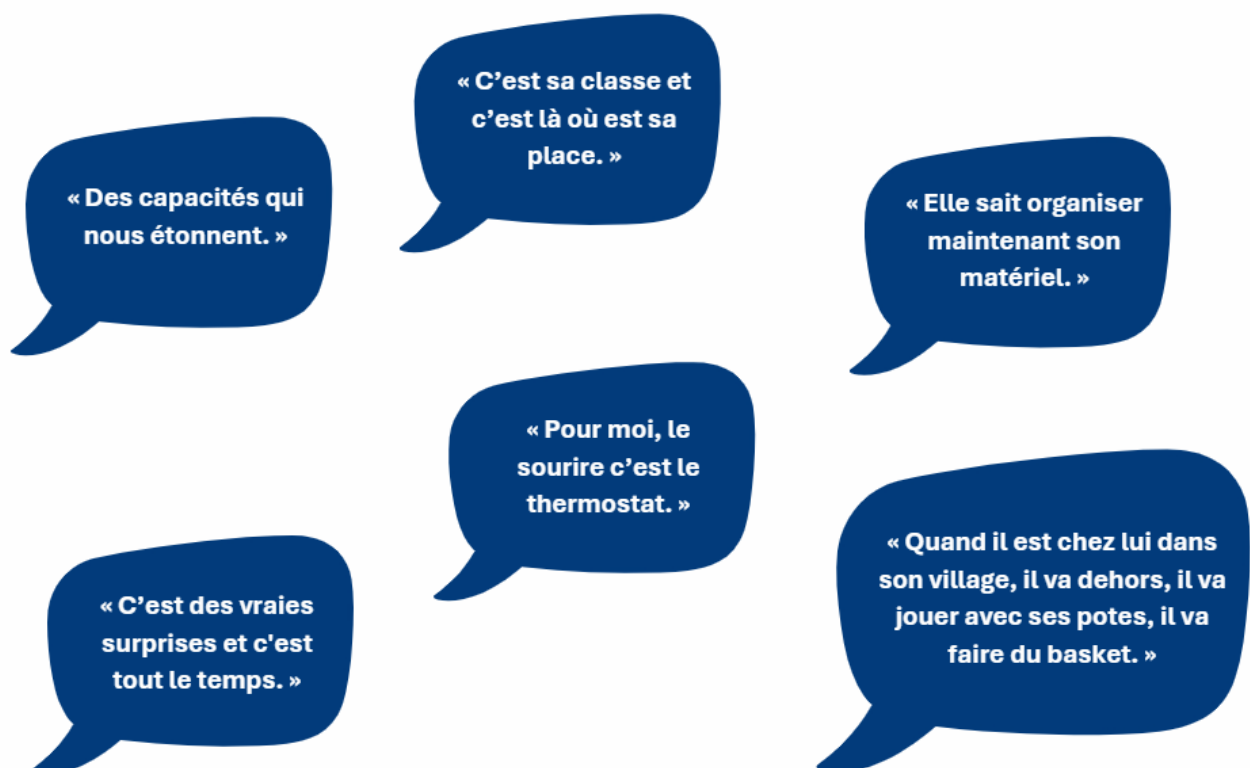 « C’est sa classe et
c’est là où est sa
place. »
« Des capacités qui
nous étonnent. »
« Elle sait organiser
maintenant son
matériel. »
« Pour moi, le
sourire c’est le
thermostat. »
« C’est des vraies
surprises et c'est
tout le temps. »
« Quand il est chez lui dans
son village, il va dehors, il va
jouer avec ses potes, il va
faire du basket. »